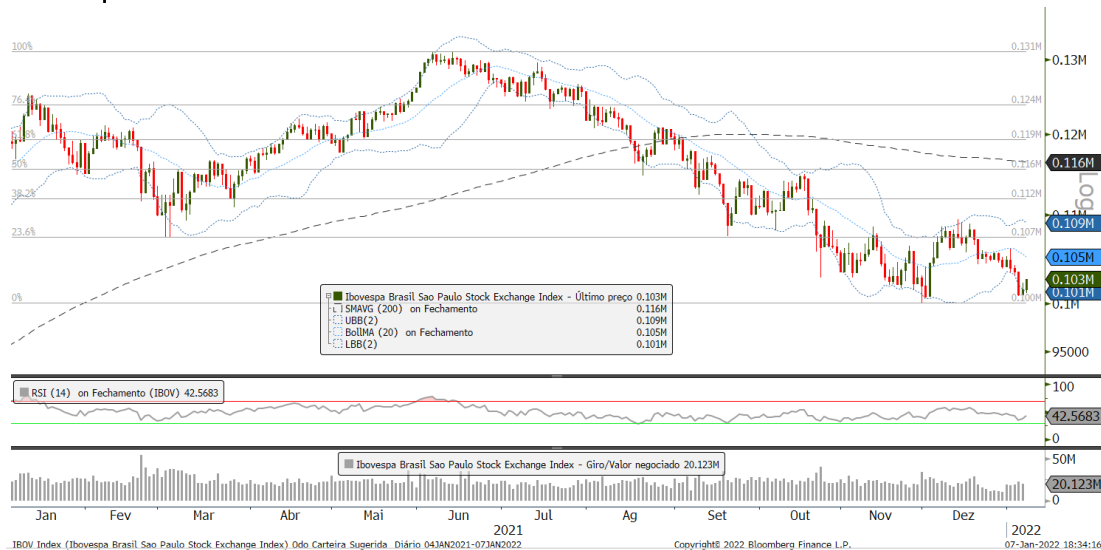 100%
0.131M
0.13M
76.4%
0.124M
0.12M
61.8%
0.119M
50%
0.116M
0.116M
Log
38.2%
0.112M
0.11M
0.109M
23.6%
0.107M
0.105M
0.103M
0.101M
0%
0.100M
0.1M
Ibovespa Brasil Sao Paulo Stock Exchange Index - Último preço 0.103M
SMAVG (200) on Fechamento 0.116M
UBB(2) 0.109M
BollMA (20) on Fechamento 0.105M
LBB(2) 0.101M
95000
RSI (14) on Fechamento (IBOV) 42.5683
100
42.5683
0
Ibovespa Brasil Sao Paulo Stock Exchange Index - Giro/Valor negociado 20.123M
50M
20.123M
0
Jan Fev Mar Abr Mai Jun Jul Ag Set Out Nov Dez
2021 2022
IBOV Index (Ibovespa Brasil Sao Paulo Stock Exchange Index) Odo Carteira Sugerida Diário 04JAN2021-07JAN2022 Copyright© 2022 Bloomberg Finance L.P. 07-Jan-2022 18:34:16